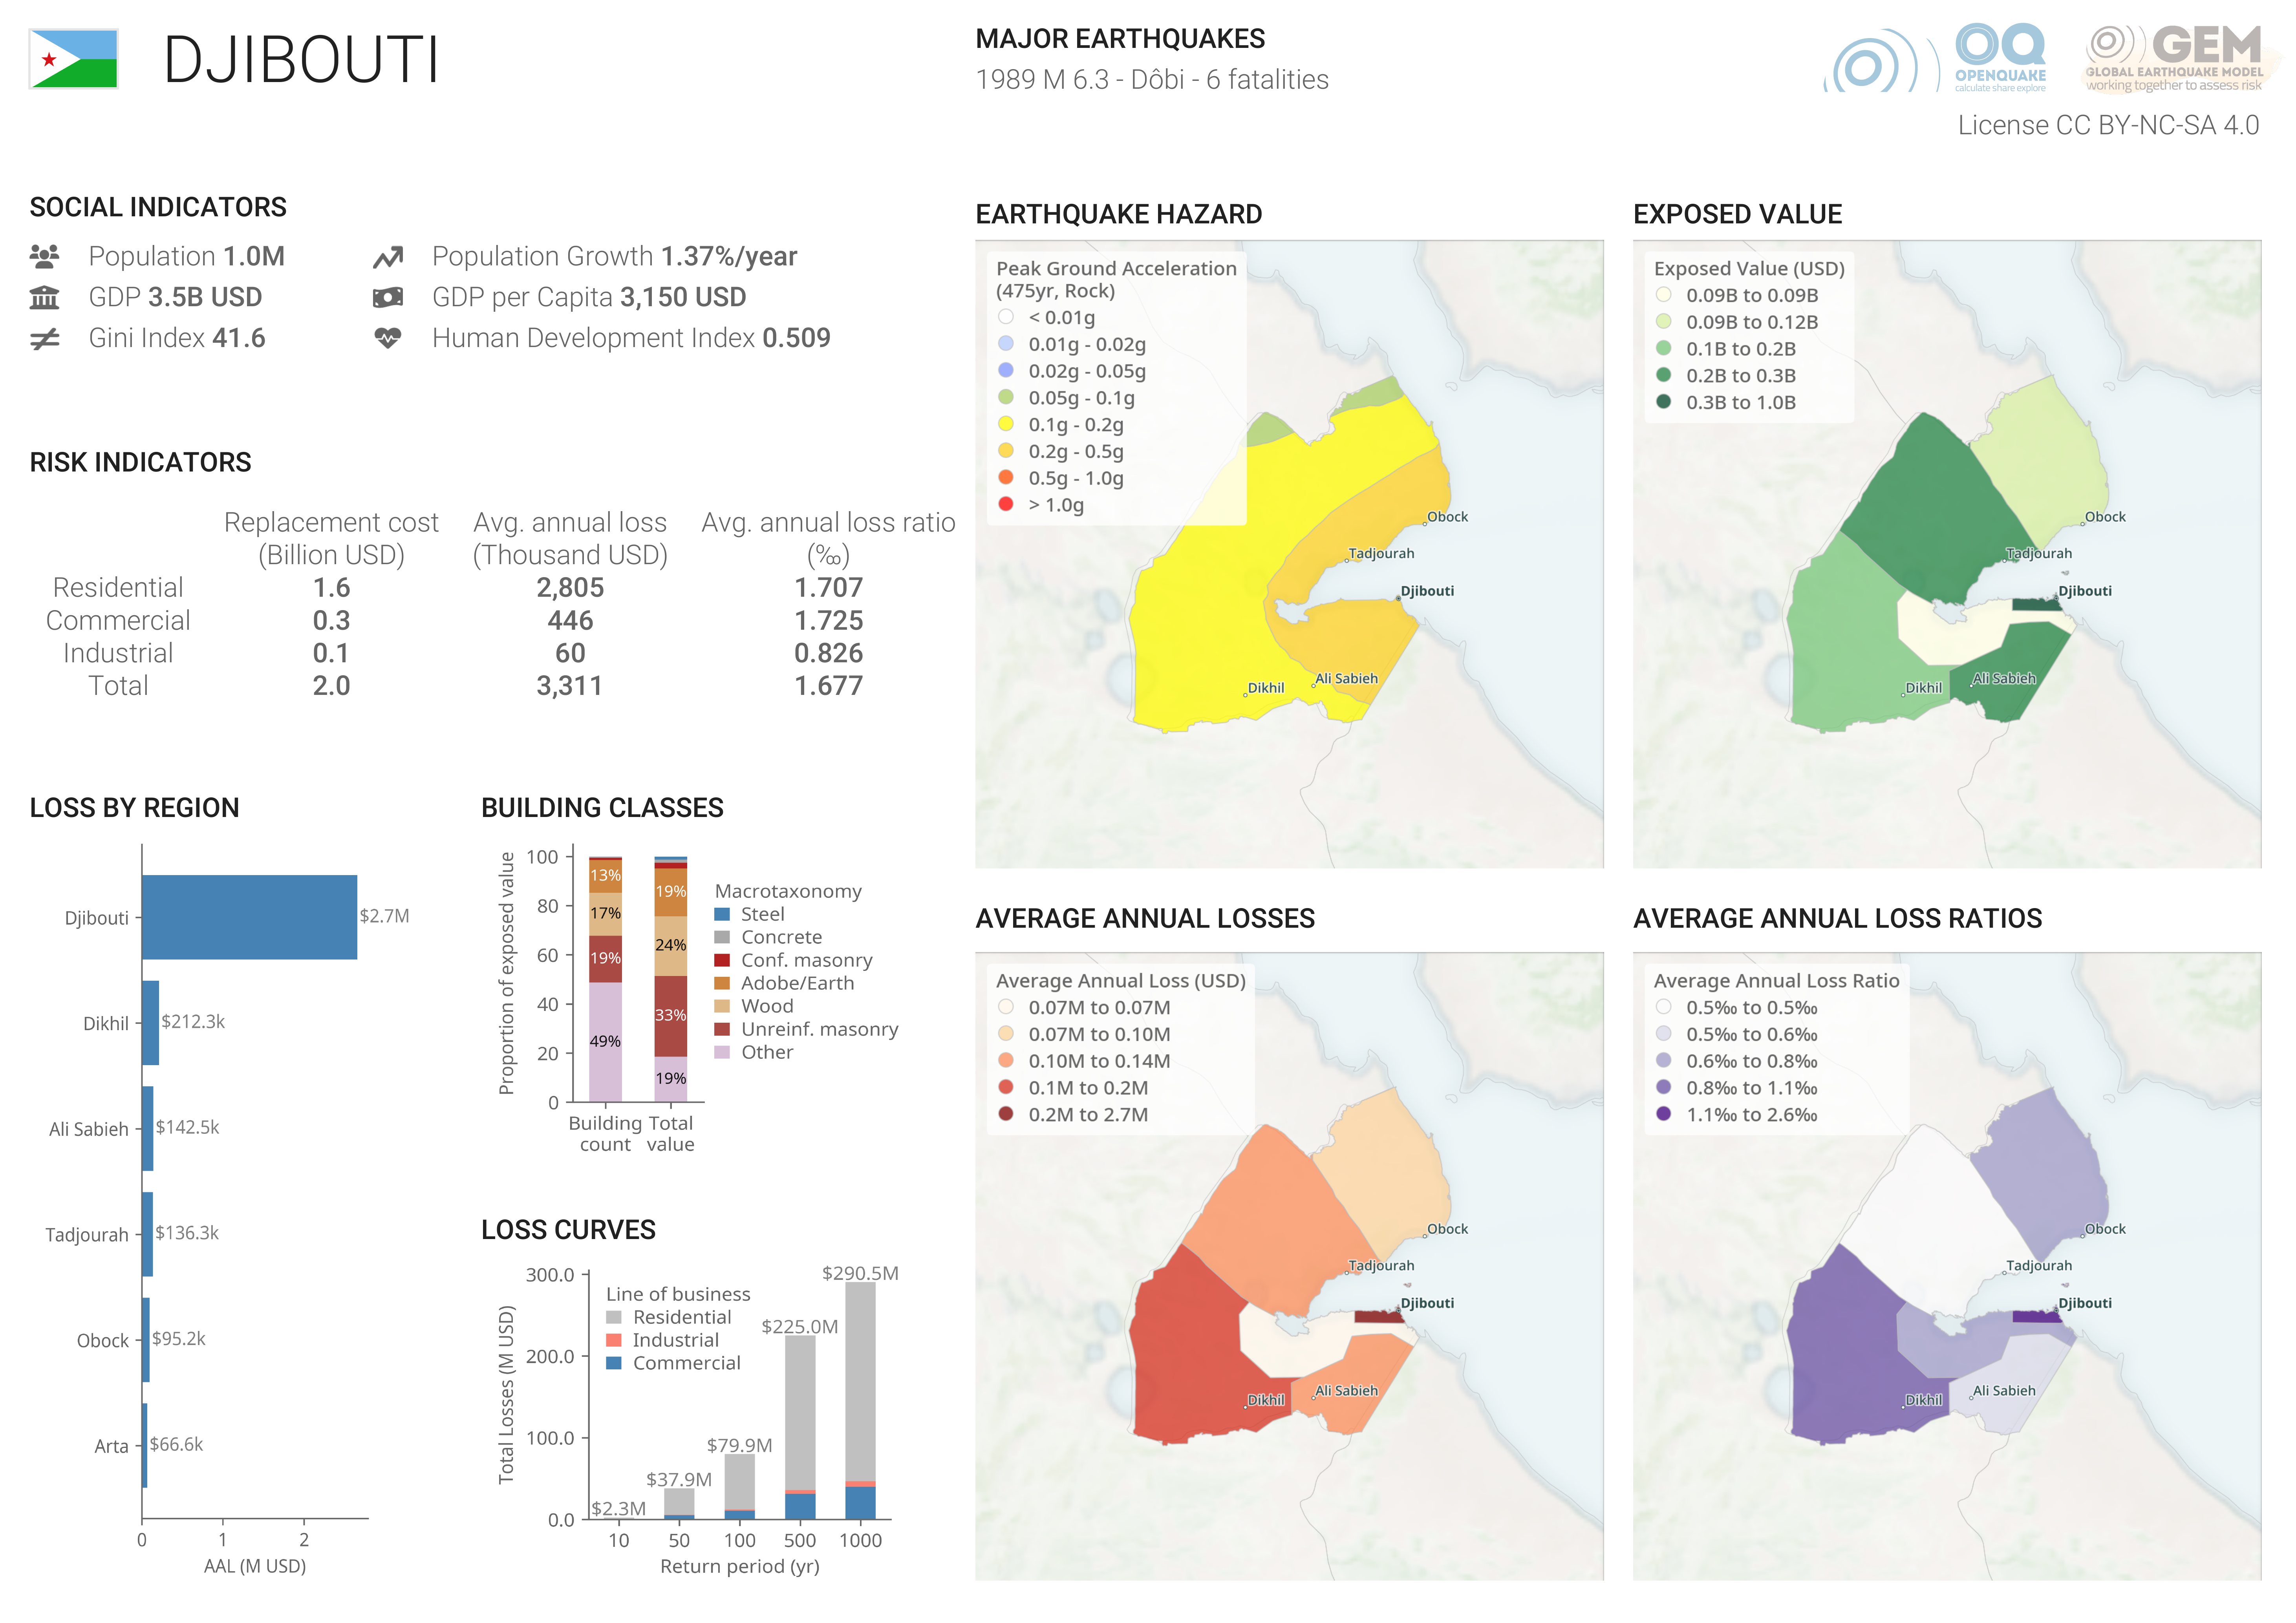 DJIBOUTI
MAJOR EARTHQUAKES
1989 M 6.3 - Dôbi - 6 fatalities
OQ
OPENQUAKE
calculate share explore
GEM
GLOBAL EARTHQUAKE MODEL
working together to assess risk
License CC BY-NC-SA 4.0
SOCIAL INDICATORS
Population 1.0M
Population Growth 1.37%/year
GDP 3.5B USD
GDP per Capita 3,150 USD
Gini Index 41.6
Human Development Index 0.509
RISK INDICATORS
Replacement cost Avg. annual loss Avg. annual loss ratio
(Billion USD) (Thousand USD) (‰)
Residential 1.6 2,805 1.707
Commercial 0.3 446 1.725
Industrial 0.1 60 0.826
Total 2.0 3,311 1.677
LOSS BY REGION
Djibouti $2.7M
Dikhil $212.3k
Ali Sabieh $142.5k
Tadjourah $136.3k
Obock $95.2k
Arta $66.6k
0 1 2
AAL (M USD)
BUILDING CLASSES
Proportion of exposed value
100
80
60
40
20
0
13%
17%
19%
49%
19%
24%
33%
19%
Building count
Total value
Macrotaxonomy
Steel
Concrete
Conf. masonry
Adobe/Earth
Wood
Unreinf. masonry
Other
LOSS CURVES
Total Losses (M USD)
300.0
200.0
100.0
0.0
Line of business
Residential
Industrial
Commercial
$2.3M
$37.9M
$79.9M
$225.0M
$290.5M
10 50 100 500 1000
Return period (yr)
EARTHQUAKE HAZARD
Peak Ground Acceleration
(475yr, Rock)
< 0.01g
0.01g - 0.02g
0.02g - 0.05g
0.05g - 0.1g
0.1g - 0.2g
0.2g - 0.5g
0.5g - 1.0g
> 1.0g
Obock
Tadjourah
Djibouti
Ali Sabieh
Dikhil
EXPOSED VALUE
Exposed Value (USD)
0.09B to 0.09B
0.09B to 0.12B
0.1B to 0.2B
0.2B to 0.3B
0.3B to 1.0B
Obock
Tadjourah
Djibouti
Ali Sabieh
Dikhil
AVERAGE ANNUAL LOSSES
Average Annual Loss (USD)
0.07M to 0.07M
0.07M to 0.10M
0.10M to 0.14M
0.1M to 0.2M
0.2M to 2.7M
Obock
Tadjourah
Djibouti
Ali Sabieh
Dikhil
AVERAGE ANNUAL LOSS RATIOS
Average Annual Loss Ratio
0.5‰ to 0.5‰
0.5‰ to 0.6‰
0.6‰ to 0.8‰
0.8‰ to 1.1‰
1.1‰ to 2.6‰
Obock
Tadjourah
Djibouti
Ali Sabieh
Dikhil